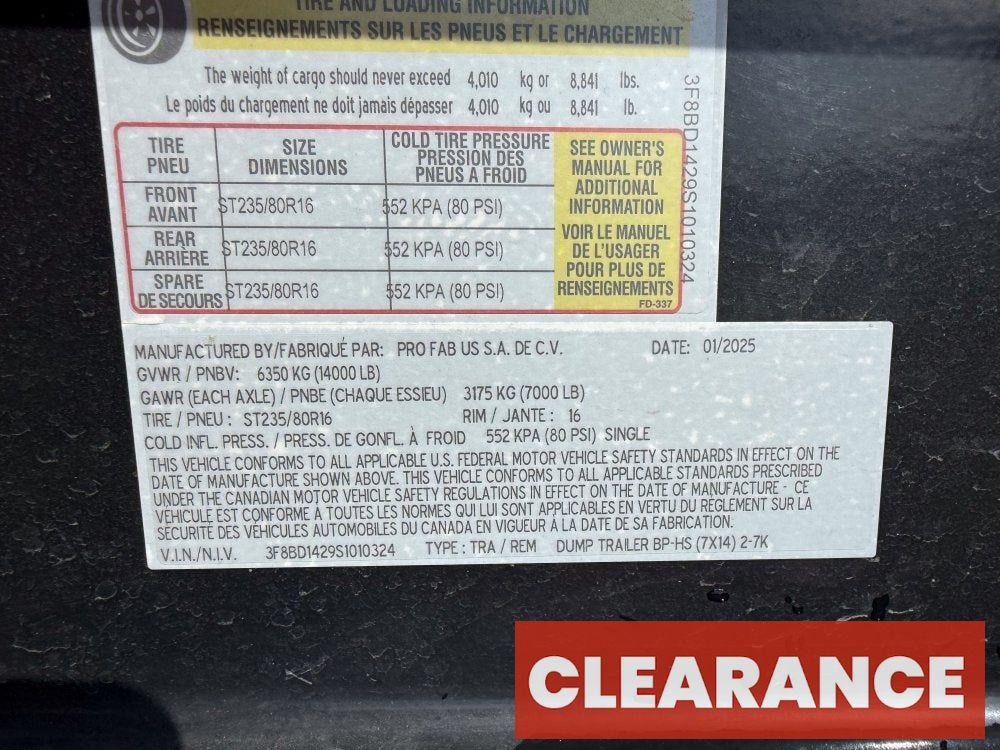 TIRE AND LOADING INFORMATION
RENSEIGNEMENTS SUR LES PNEUS ET LE CHARGEMENT
The weight of cargo should never exceed 4,010 kg or 8,841 lbs.
Le poids du chargement ne doit jamais dépasser 4,010 kg ou 8,841 lb.
3F8BD1429S1010324
TIRE
PNEU
SIZE
DIMENSIONS
COLD TIRE PRESSURE
PRESSION DES
PNEUS A FROID
FRONT
AVANT
ST235/80R16
552 KPA (80 PSI)
REAR
ARRIÈRE
ST235/80R16
552 KPA (80 PSI)
SPARE
DE SECOURS
ST235/80R16
552 KPA (80 PSI)
SEE OWNER'S
MANUAL FOR
ADDITIONAL
INFORMATION
VOIR LE MANUEL
DE L'USAGER
POUR PLUS DE
RENSEIGNEMENTS
FD-337
MANUFACTURED BY/FABRIQUÉ PAR: PRO FAB US S.A. DE C.V. DATE: 01/2025
GVWR / PNBV: 6350 KG (14000 LB)
GAWR (EACH AXLE) / PNBE (CHAQUE ESSIEU) 3175 KG (7000 LB)
TIRE / PNEU : ST235/80R16 RIM / JANTE : 16
COLD INFL. PRESS. / PRESS. DE GONFL. À FROID 552 KPA (80 PSI) SINGLE
THIS VEHICLE CONFORMS TO ALL APPLICABLE U.S. FEDERAL MOTOR VEHICLE SAFETY STANDARDS IN EFFECT ON THE
DATE OF MANUFACTURE SHOWN ABOVE. THIS VEHICLE CONFORMS TO ALL APPLICABLE STANDARDS PRESCRIBED
UNDER THE CANADIAN MOTOR VEHICLE SAFETY REGULATIONS IN EFFECT ON THE DATE OF MANUFACTURE - CE
VÉHICULE EST CONFORME À TOUTES LES NORMES QUI LUI SONT APPLICABLES EN VERTU DU RÈGLEMENT SUR LA
SÉCURITÉ DES VÉHICULES AUTOMOBILES DU CANADA EN VIGUEUR À LA DATE DE SA FABRICATION.
V.I.N./N.I.V. 3F8BD1429S1010324 TYPE : TRA / REM DUMP TRAILER BP-HS (7X14) 2-7K
CLEARANCE